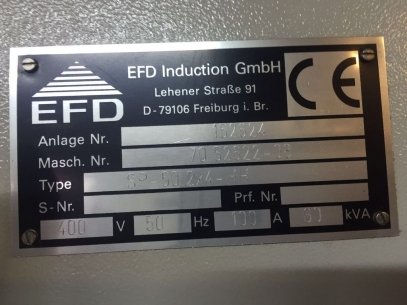 EFD Induction GmbH
Lehener Straße 91
D-79106 Freiburg i. Br.
EFD
CE
Anlage Nr.
Masch. Nr.
Type
S-Nr. Prf. Nr.
400 V 50 Hz 100 A kVA